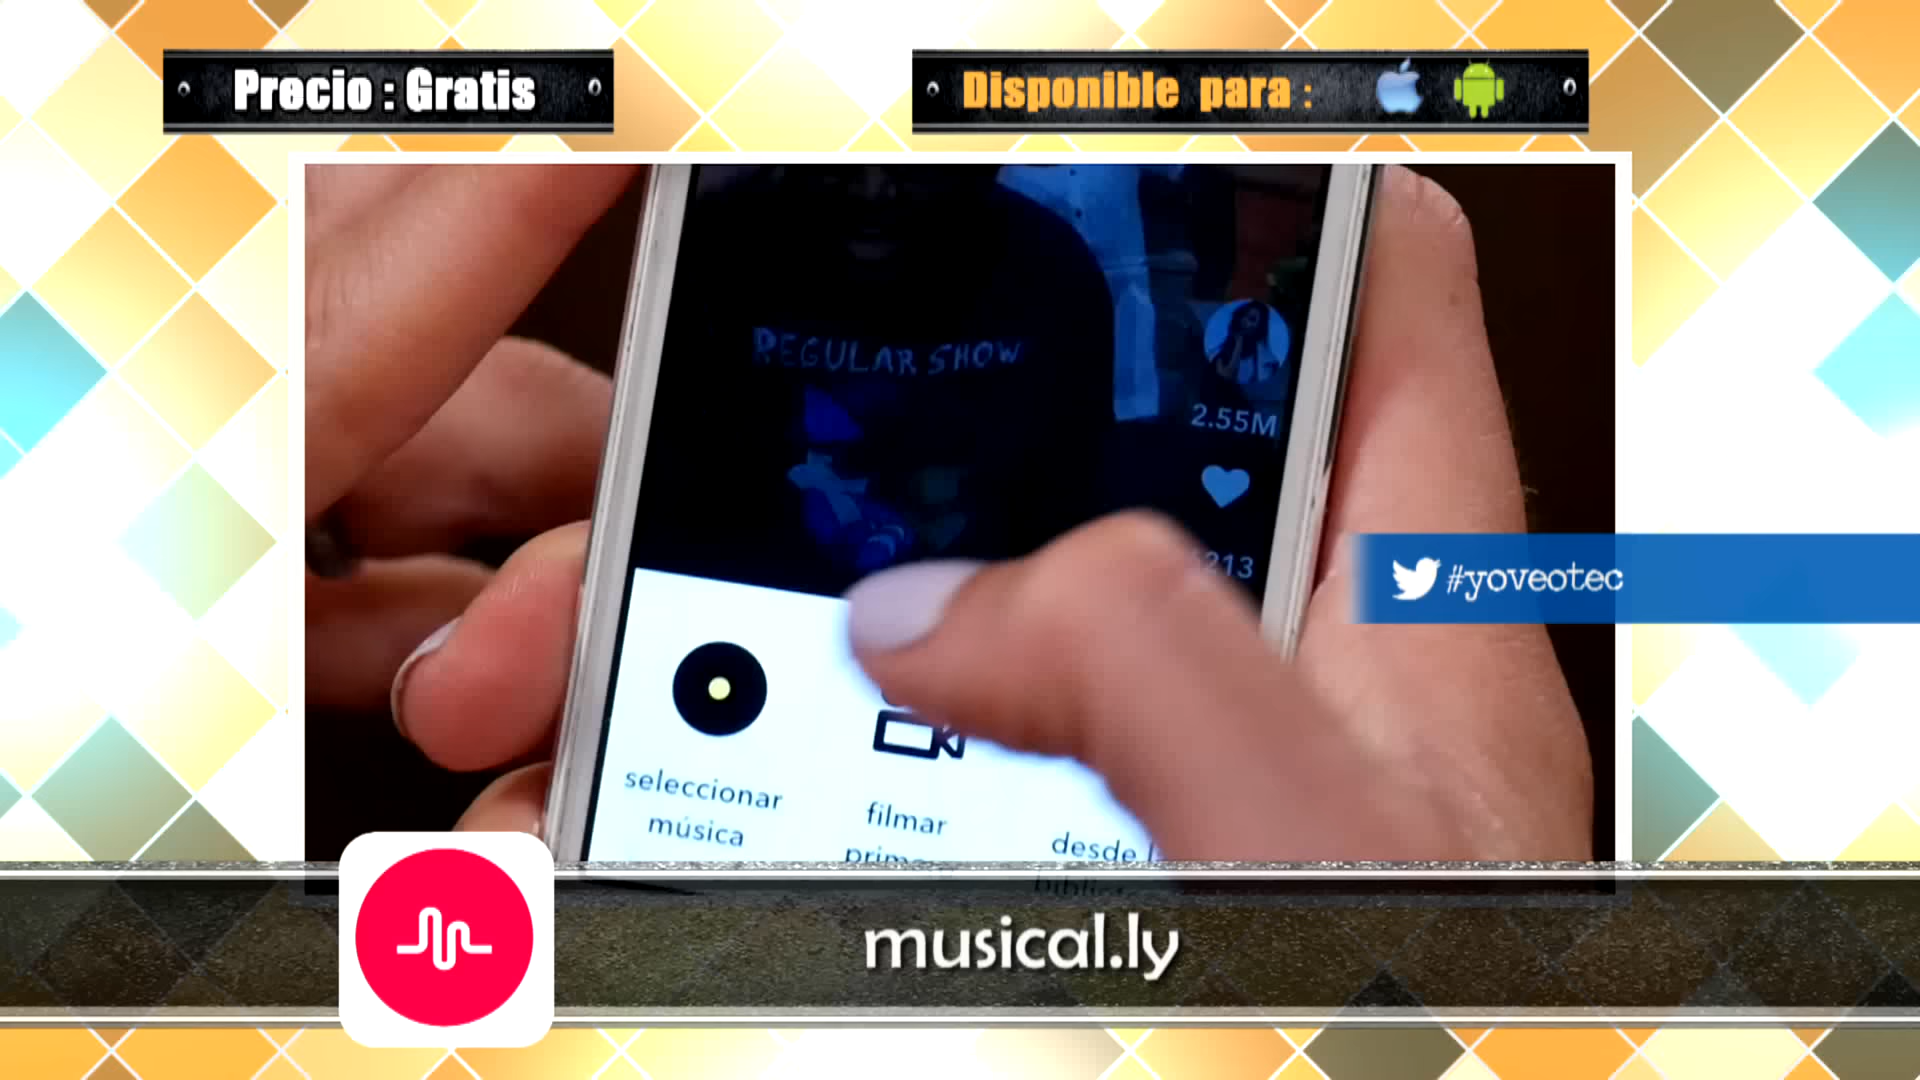 Precio : Gratis
Disponible para :
REGULAR SHOW
2.55M
213
#yoveotec
seleccionar
música
filmar
desde
musical.ly